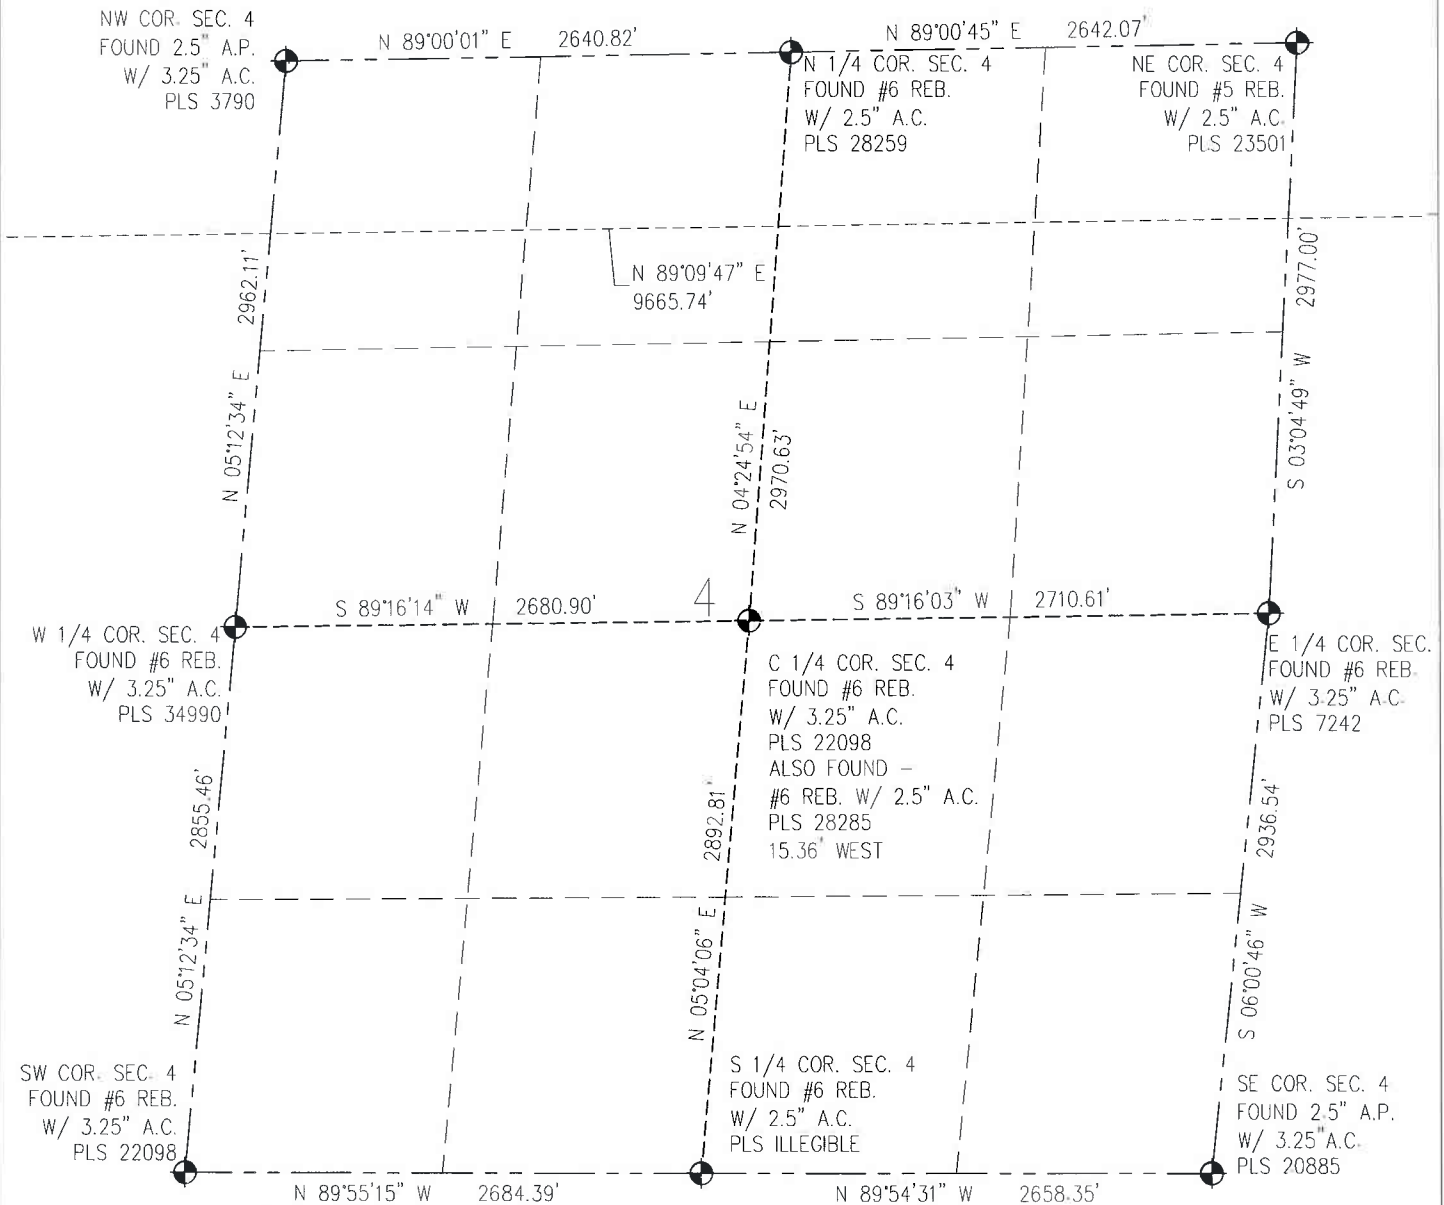 NW COR. SEC. 4
FOUND 2.5" A.P.
W/ 3.25" A.C.
PLS 3790
N 89°00'01" E 2640.82'
N 89°00'45" E 2642.07'
N 1/4 COR. SEC. 4
FOUND #6 REB.
W/ 2.5" A.C.
PLS 28259
NE COR. SEC. 4
FOUND #5 REB.
W/ 2.5" A.C.
PLS 23501
N 89°09'47" E
9665.74'
N 05°12'34" E 2962.11'
N 04°24'54" E
2970.63'
S 03°04'49" W 2977.00'
S 89°16'14" W 2680.90'
4
S 89°16'03" W 2710.61'
W 1/4 COR. SEC. 4
FOUND #6 REB.
W/ 3.25" A.C.
PLS 34990
C 1/4 COR. SEC. 4
FOUND #6 REB.
W/ 3.25" A.C.
PLS 22098
ALSO FOUND –
#6 REB. W/ 2.5" A.C.
PLS 28285
15.36' WEST
E 1/4 COR. SEC.
FOUND #6 REB.
W/ 3.25" A.C.
PLS 7242
N 05°12'34" E 2855.46'
N 05°04'06" E 2892.81'
S 06°00'46" W 2936.54'
SW COR. SEC. 4
FOUND #6 REB.
W/ 3.25" A.C.
PLS 22098
S 1/4 COR. SEC. 4
FOUND #6 REB.
W/ 2.5" A.C.
PLS ILLEGIBLE
SE COR. SEC. 4
FOUND 2.5" A.P.
W/ 3.25" A.C.
PLS 20885
N 89°55'15" W 2684.39'
N 89°54'31" W 2658.35'